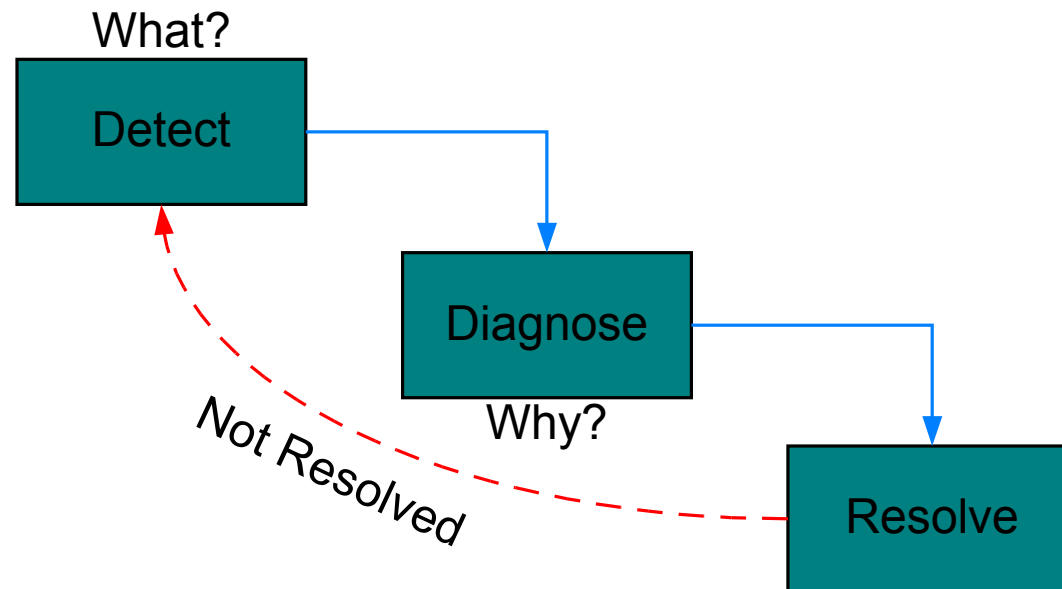 What?
Detect
Diagnose
Why?
Not Resolved
Resolve